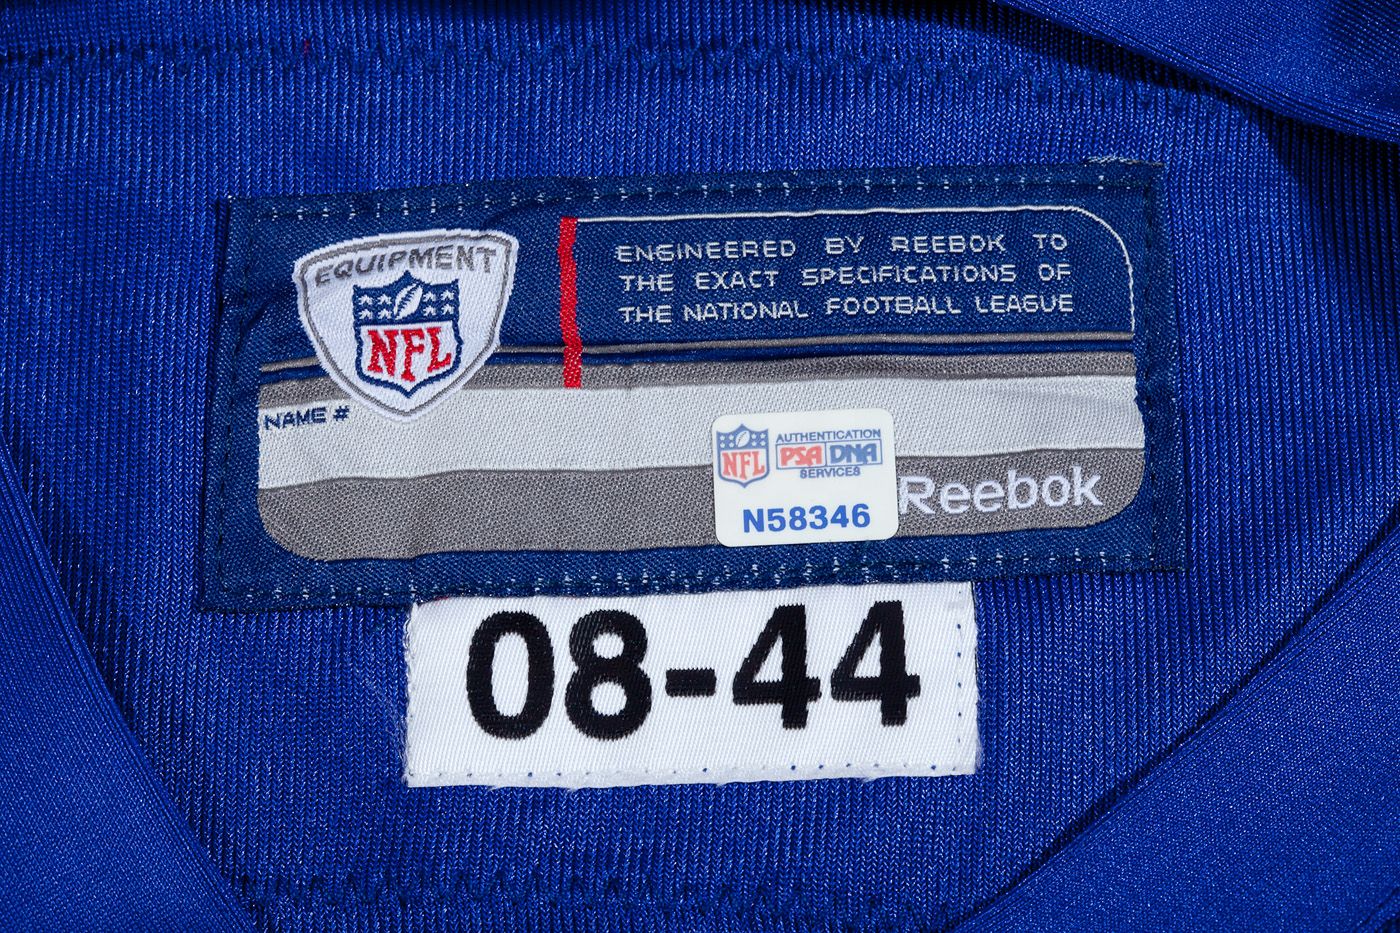 EQUIPMENT
NFL
ENGINEERED BY REEBOK TO
THE EXACT SPECIFICATIONS OF
THE NATIONAL FOOTBALL LEAGUE
NAME #
NFL
AUTHENTICATION
PSA DNA
SERVICES
N58346
Reebok
08-44